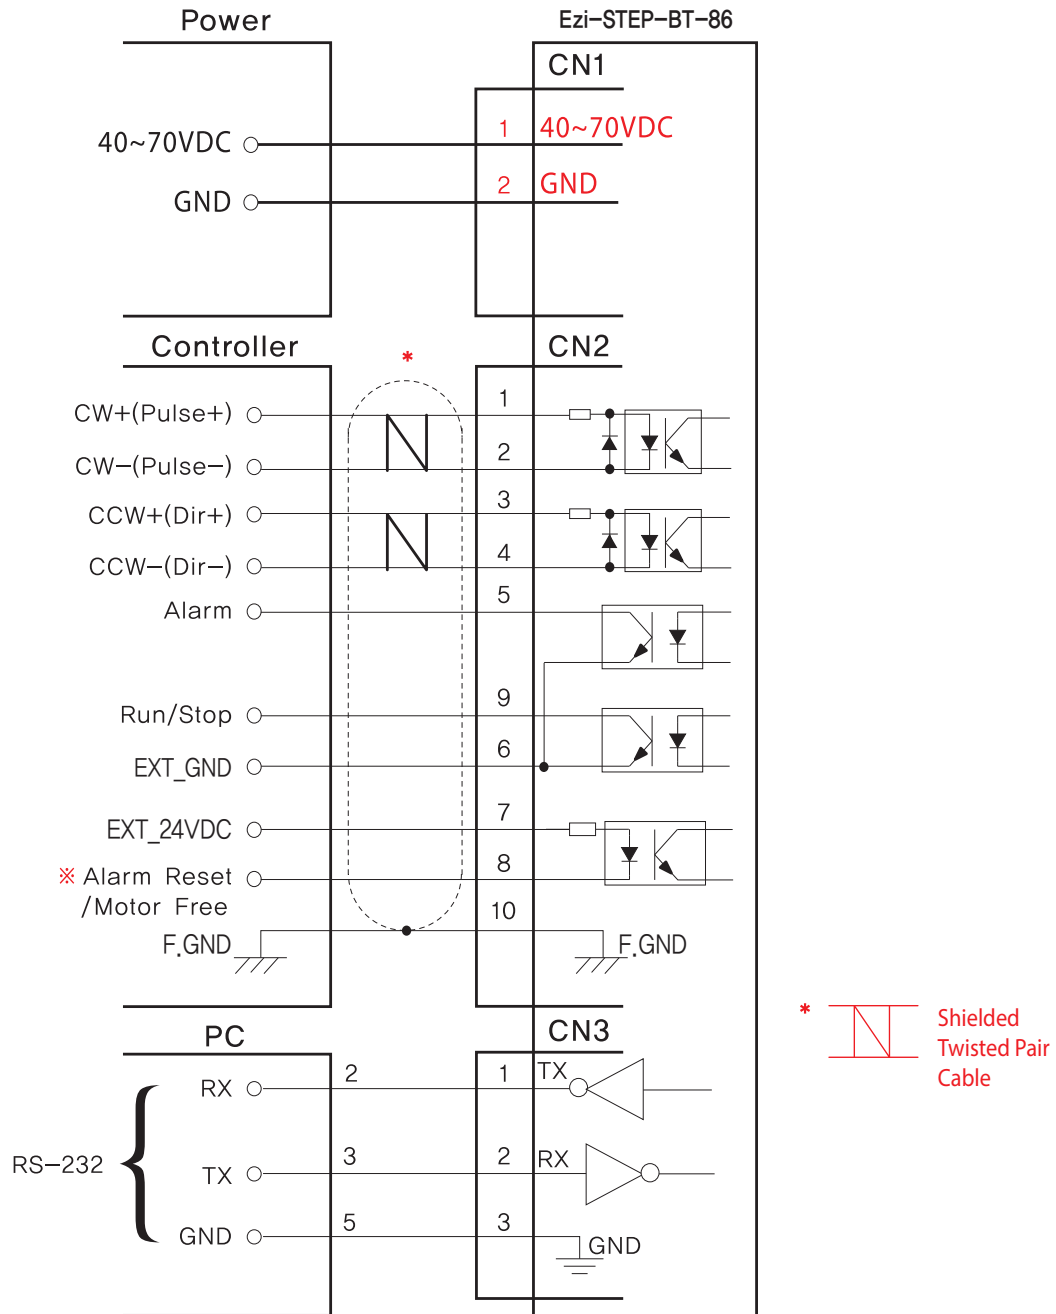 Power
Ezi-STEP-BT-86
CN1
40~70VDC
1
40~70VDC
GND
2
GND
Controller
*
CN2
CW+(Pulse+)
1
CW-(Pulse-)
2
CCW+(Dir+)
3
CCW-(Dir-)
4
Alarm
5
Run/Stop
9
EXT_GND
6
EXT_24VDC
7
※ Alarm Reset
/Motor Free
8
F.GND
10
F.GND
PC
CN3
RS-232
RX
2
1
TX
TX
3
2
RX
GND
5
3
GND
* Shielded
Twisted Pair
Cable